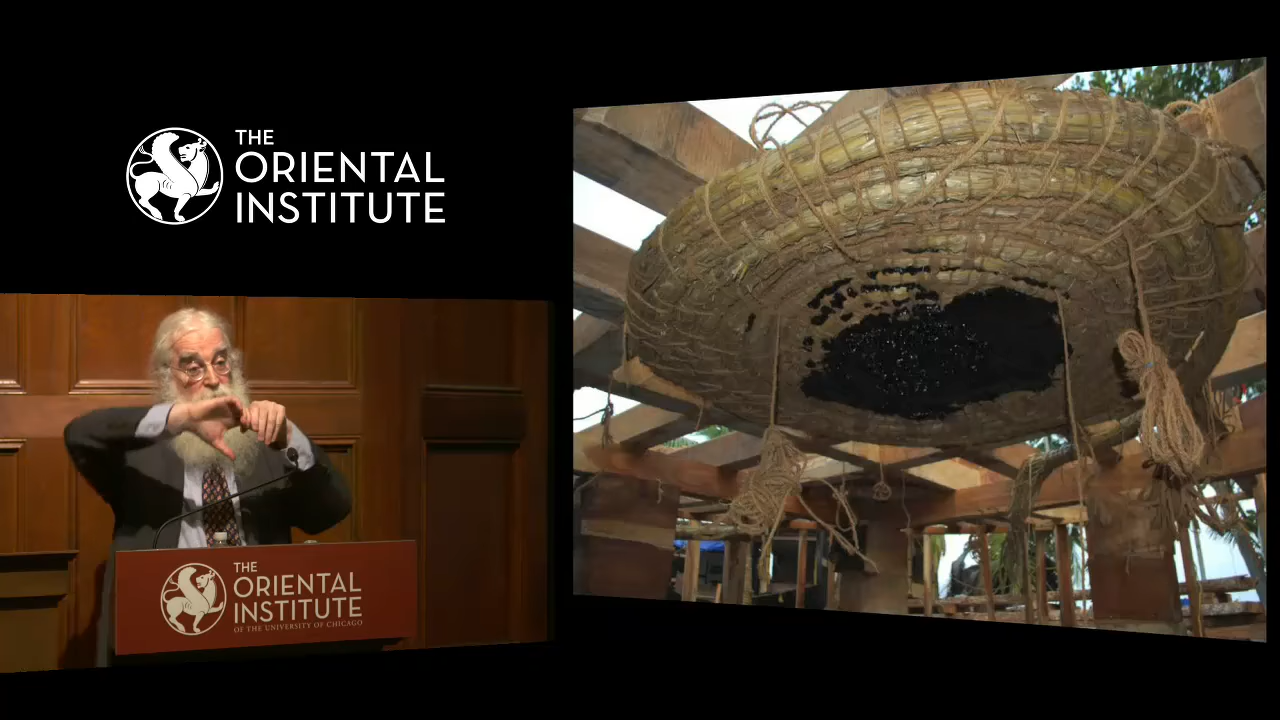 THE
ORIENTAL
INSTITUTE
THE
ORIENTAL
INSTITUTE
OF THE UNIVERSITY OF CHICAGO